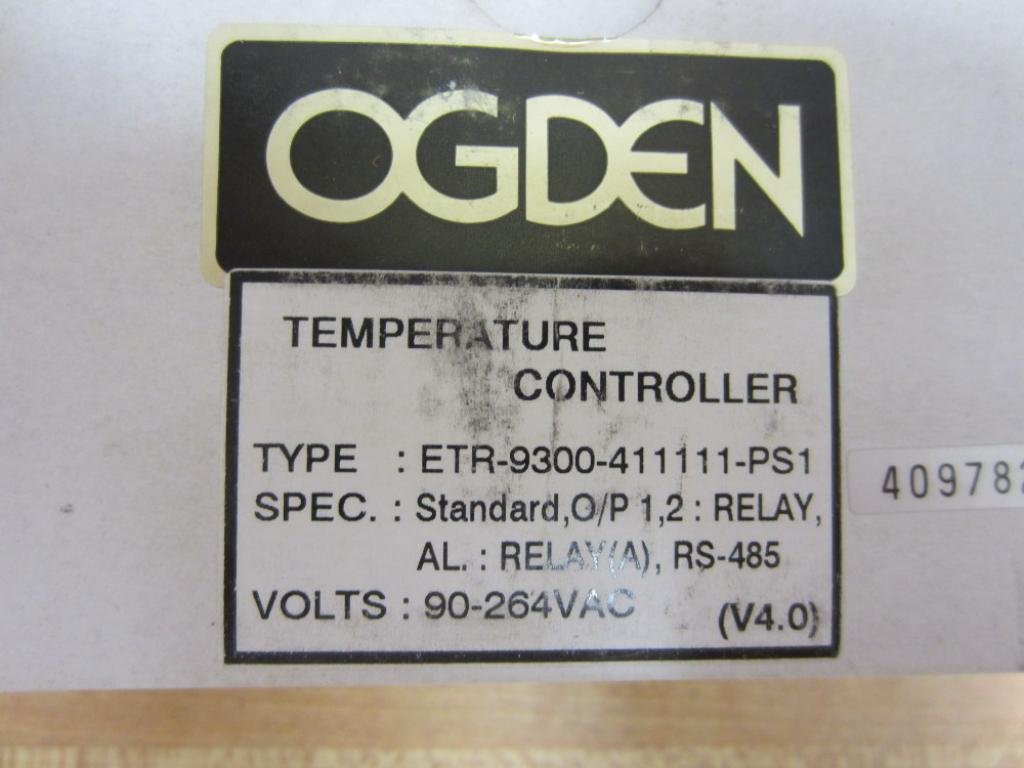 OGDEN
TEMPERATURE
CONTROLLER
TYPE : ETR-9300-411111-PS1
SPEC. : Standard,O/P 1,2 : RELAY,
AL. : RELAY(A), RS-485
VOLTS : 90-264VAC (V4.0)